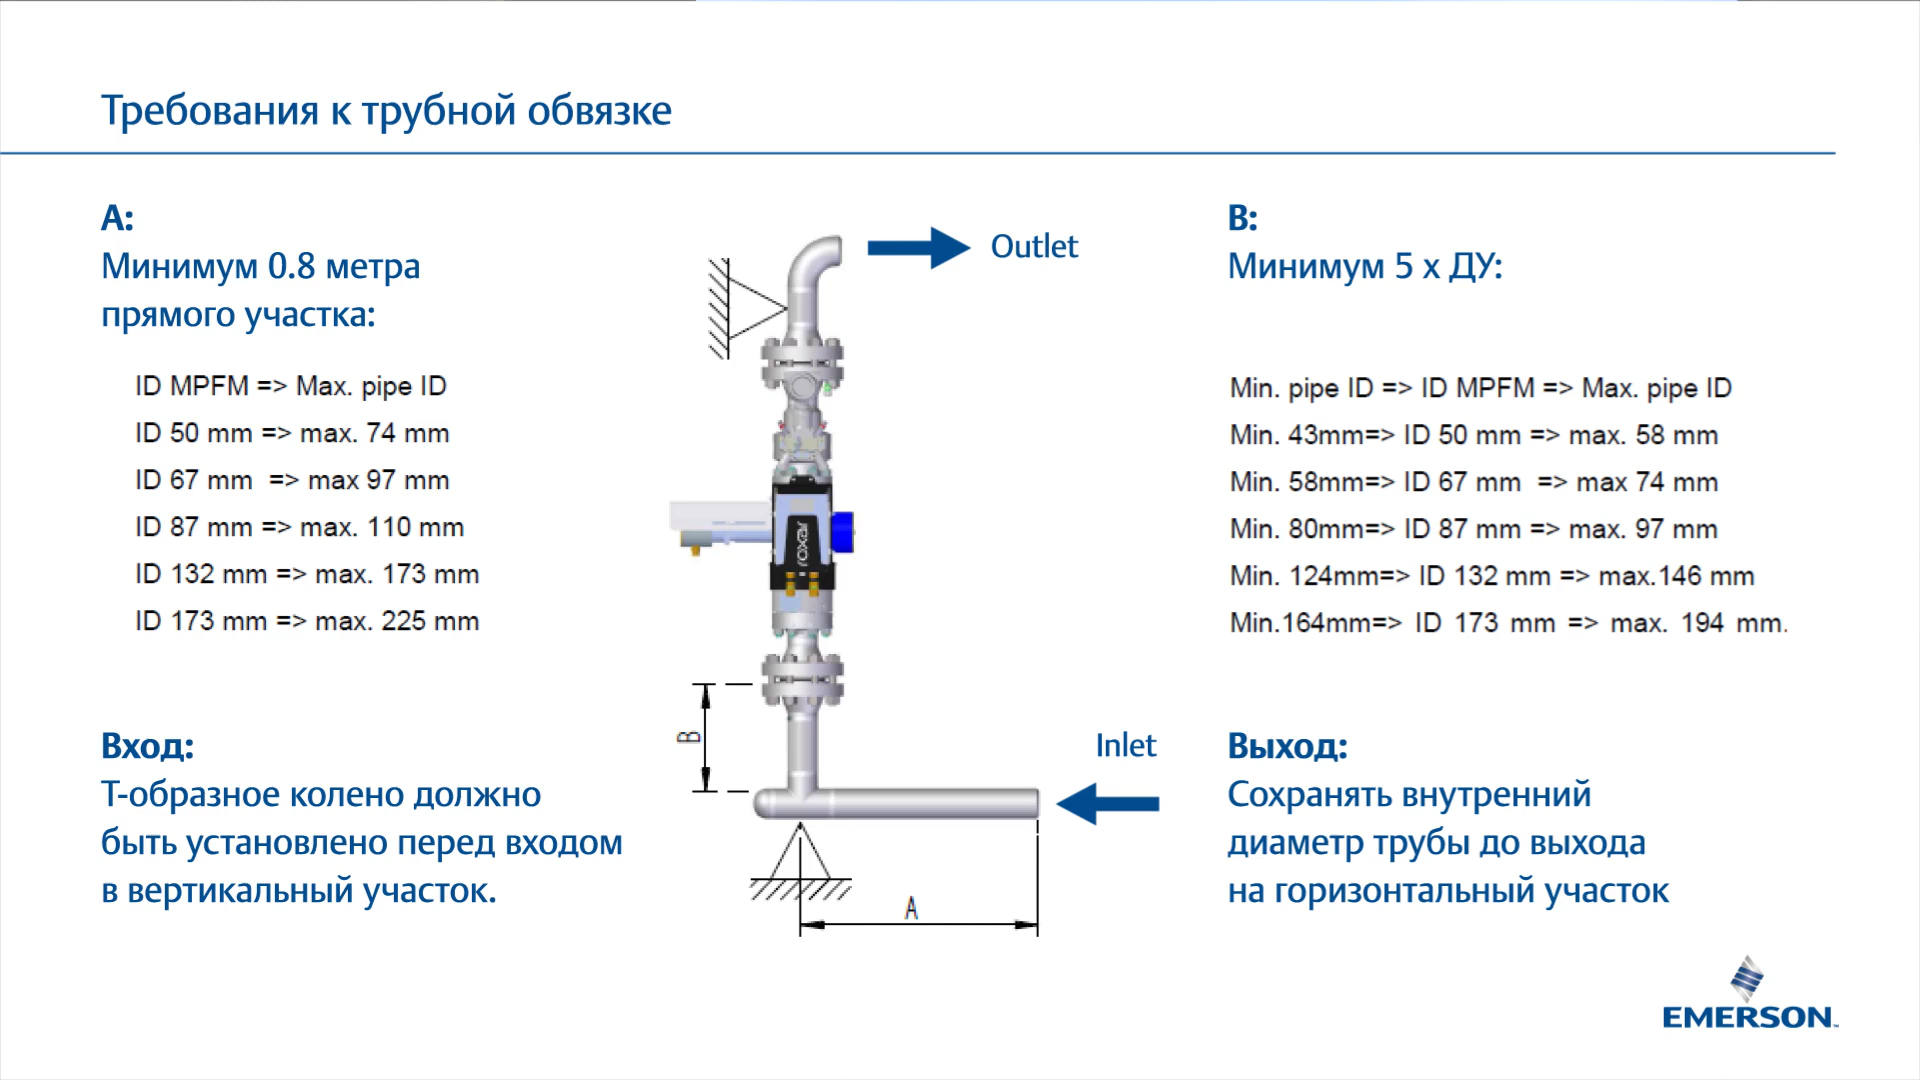 Требования к трубной обвязке
A:
Минимум 0.8 метра
прямого участка:
ID MPFM => Max. pipe ID
ID 50 mm => max. 74 mm
ID 67 mm => max 97 mm
ID 87 mm => max. 110 mm
ID 132 mm => max. 173 mm
ID 173 mm => max. 225 mm
Вход:
Т-образное колено должно
быть установлено перед входом
в вертикальный участок.
Outlet
roxar
B
Inlet
A
B:
Минимум 5 x ДУ:
Min. pipe ID => ID MPFM => Max. pipe ID
Min. 43mm=> ID 50 mm => max. 58 mm
Min. 58mm=> ID 67 mm => max 74 mm
Min. 80mm=> ID 87 mm => max. 97 mm
Min. 124mm=> ID 132 mm => max.146 mm
Min.164mm=> ID 173 mm => max. 194 mm.
Выход:
Сохранять внутренний
диаметр трубы до выхода
на горизонтальный участок
EMERSON™